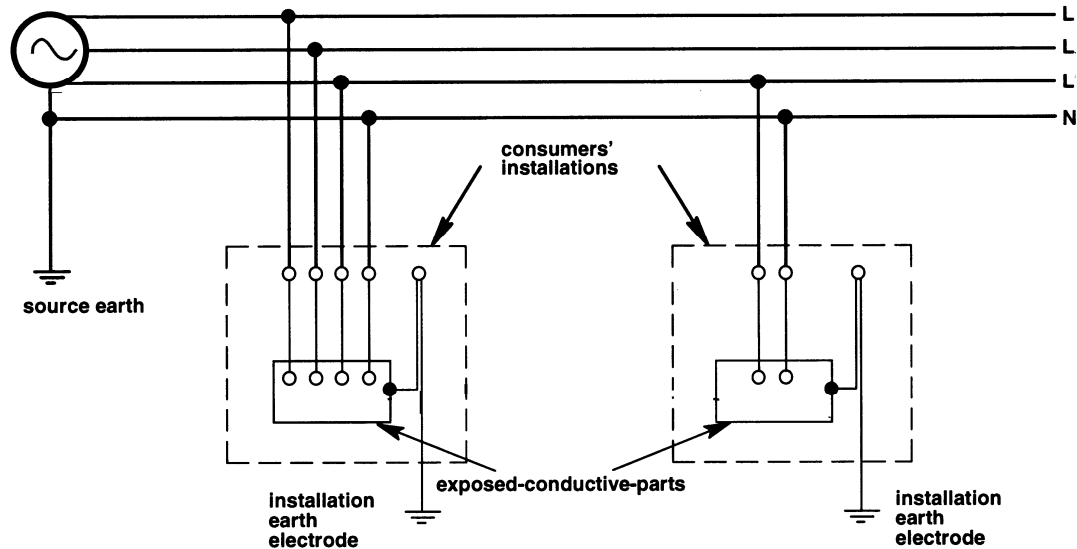 L
L
L
N
consumers'
installations
source earth
exposed-conductive-parts
installation
earth
electrode
installation
earth
electrode